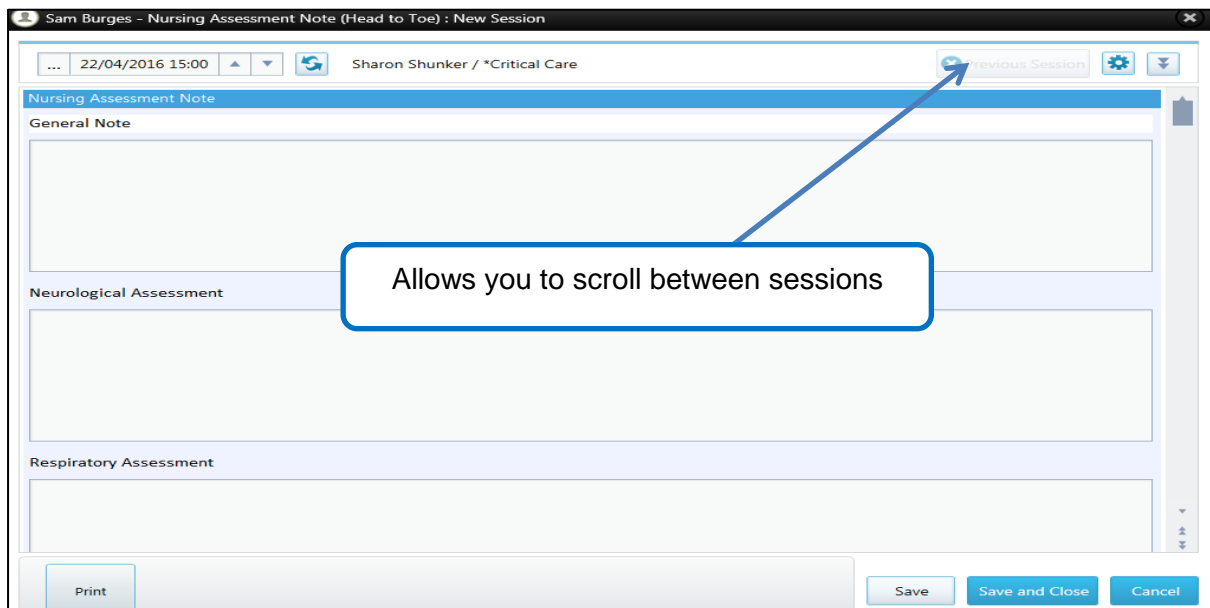 Sam Burges - Nursing Assessment Note (Head to Toe) : New Session
... 22/04/2016 15:00 Sharon Shunker / *Critical Care Previous Session
Nursing Assessment Note
General Note
Allows you to scroll between sessions
Neurological Assessment
Respiratory Assessment
Print Save Save and Close Cancel